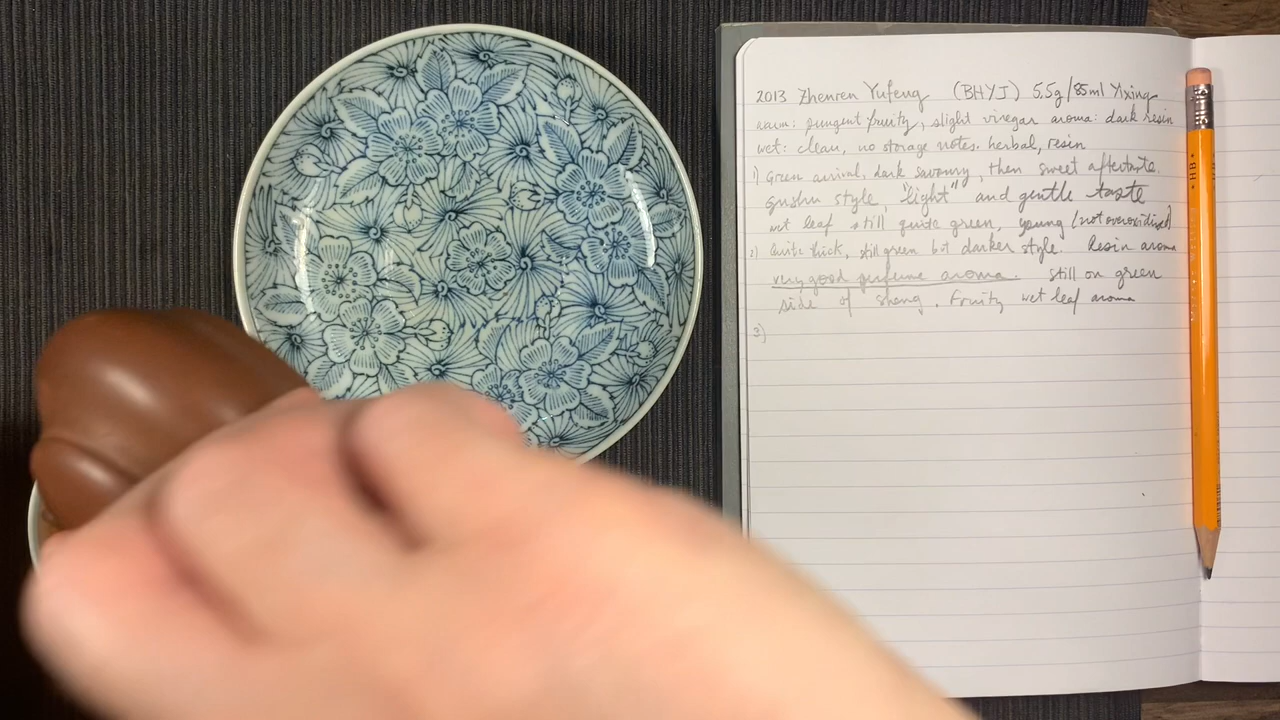 2013 Zhenren Yufeng (BHYJ) 5.5g/85ml Yixing
warm: pungent fruity, slight vinegar aroma: dark resin
wet: clean, no storage notes. herbal, resin
1) Green arrival, dark savoury, then sweet aftertaste.
gushu style, "light" and gentle taste
wet leaf still quite green, young (not overoxidised)
2) Quite thick, still green but darker style. Resin aroma
very good perfume aroma. still on green
side of sheng. Fruity wet leaf aroma
3)
HB